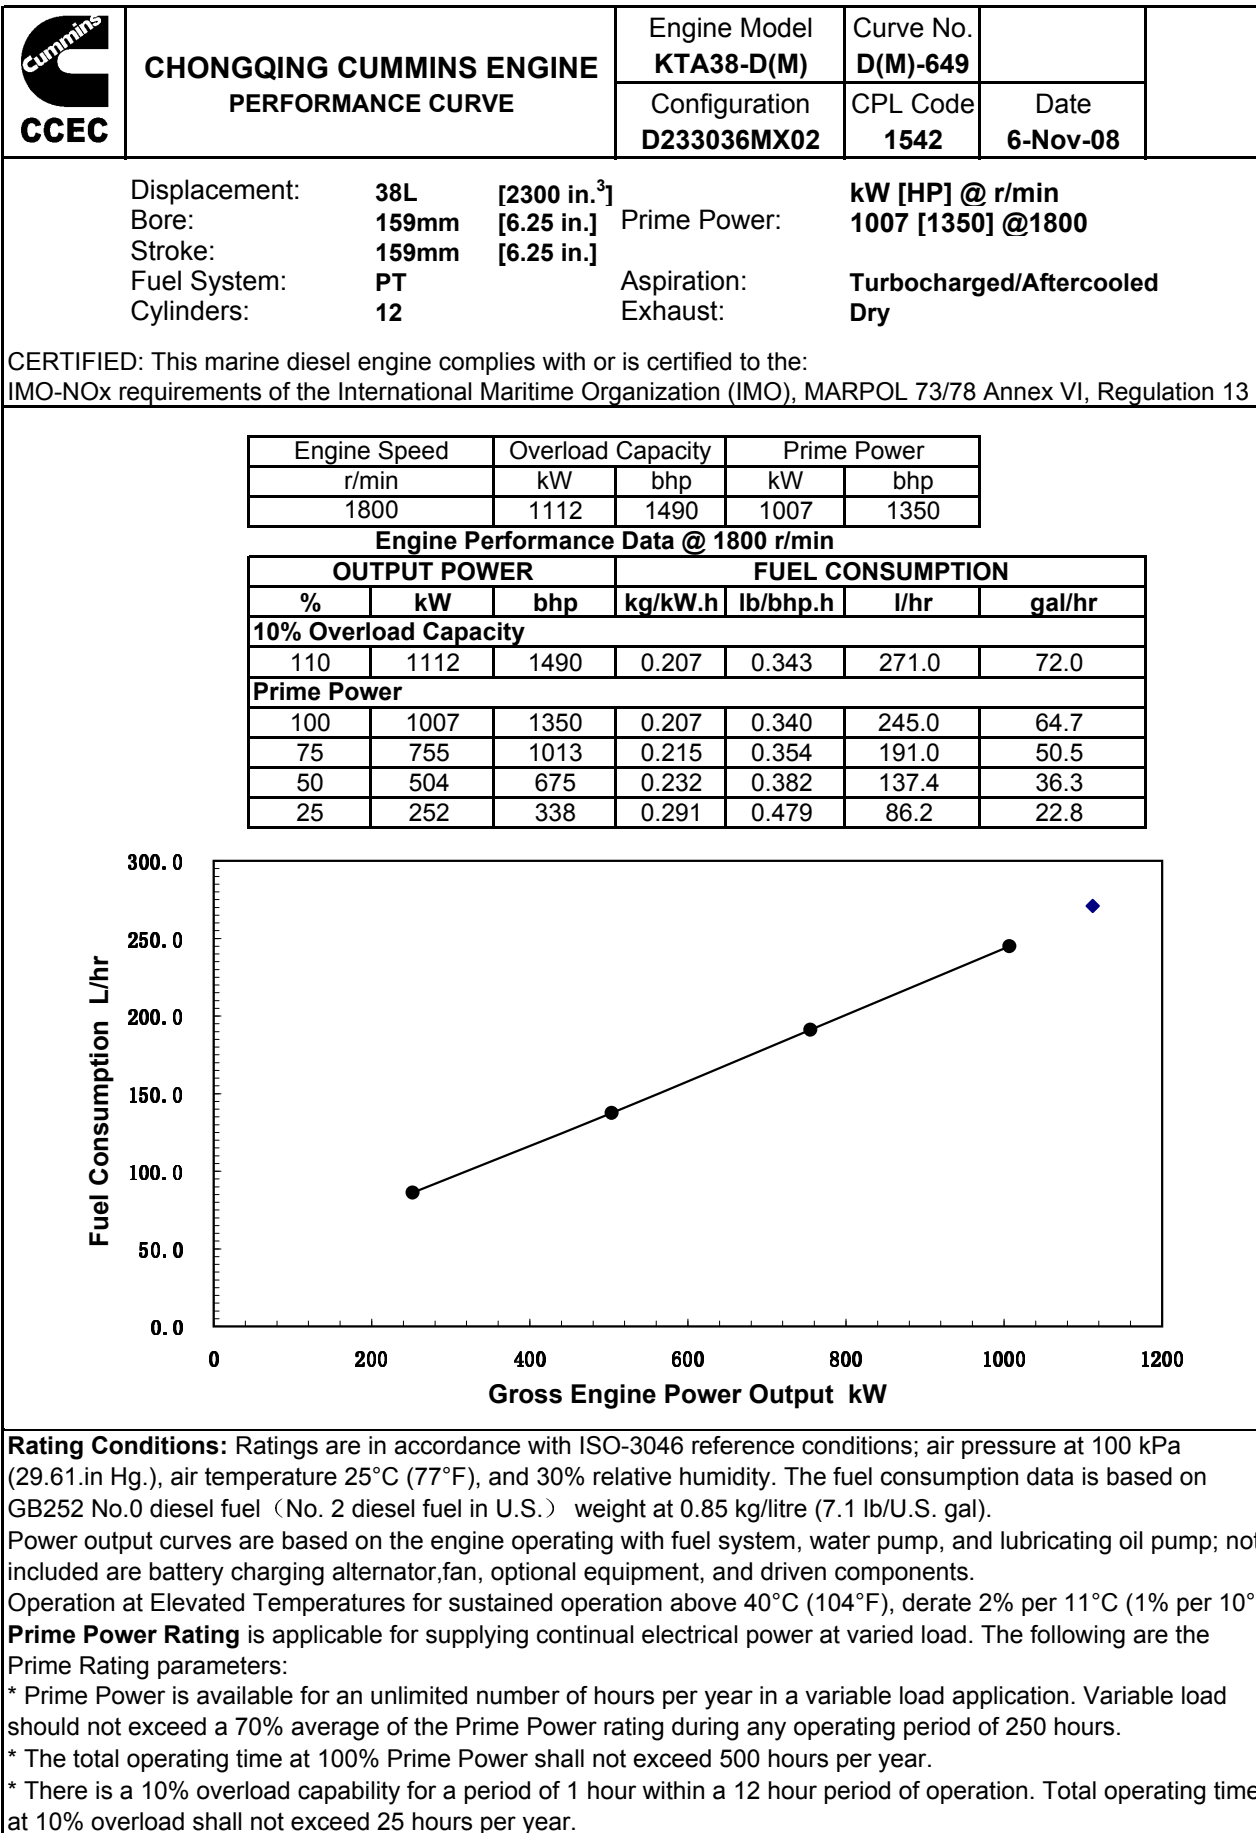 Cummins
CCEC
CHONGQING CUMMINS ENGINE
PERFORMANCE CURVE
Engine Model
KTA38-D(M)
Curve No.
D(M)-649
Configuration
D233036MX02
CPL Code
1542
Date
6-Nov-08
Displacement: 38L [2300 in.³] kW [HP] @ r/min
Bore: 159mm [6.25 in.] Prime Power: 1007 [1350] @1800
Stroke: 159mm [6.25 in.]
Fuel System: PT Aspiration: Turbocharged/Aftercooled
Cylinders: 12 Exhaust: Dry
CERTIFIED: This marine diesel engine complies with or is certified to the:
IMO-NOx requirements of the International Maritime Organization (IMO), MARPOL 73/78 Annex VI, Regulation 13
Engine Speed Overload Capacity Prime Power
r/min kW bhp kW bhp
1800 1112 1490 1007 1350
Engine Performance Data @ 1800 r/min
OUTPUT POWER FUEL CONSUMPTION
% kW bhp kg/kW.h lb/bhp.h l/hr gal/hr
10% Overload Capacity
110 1112 1490 0.207 0.343 271.0 72.0
Prime Power
100 1007 1350 0.207 0.340 245.0 64.7
75 755 1013 0.215 0.354 191.0 50.5
50 504 675 0.232 0.382 137.4 36.3
25 252 338 0.291 0.479 86.2 22.8
Fuel Consumption L/hr
300.0
250.0
200.0
150.0
100.0
50.0
0.0
0 200 400 600 800 1000 1200
Gross Engine Power Output kW
Rating Conditions: Ratings are in accordance with ISO-3046 reference conditions; air pressure at 100 kPa
(29.61.in Hg.), air temperature 25°C (77°F), and 30% relative humidity. The fuel consumption data is based on
GB252 No.0 diesel fuel（No. 2 diesel fuel in U.S.） weight at 0.85 kg/litre (7.1 lb/U.S. gal).
Power output curves are based on the engine operating with fuel system, water pump, and lubricating oil pump; not
included are battery charging alternator,fan, optional equipment, and driven components.
Operation at Elevated Temperatures for sustained operation above 40°C (104°F), derate 2% per 11°C (1% per 10°
Prime Power Rating is applicable for supplying continual electrical power at varied load. The following are the
Prime Rating parameters:
* Prime Power is available for an unlimited number of hours per year in a variable load application. Variable load
should not exceed a 70% average of the Prime Power rating during any operating period of 250 hours.
* The total operating time at 100% Prime Power shall not exceed 500 hours per year.
* There is a 10% overload capability for a period of 1 hour within a 12 hour period of operation. Total operating time
at 10% overload shall not exceed 25 hours per year.